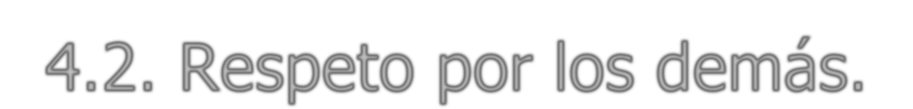 4.2. Respeto por los demás.